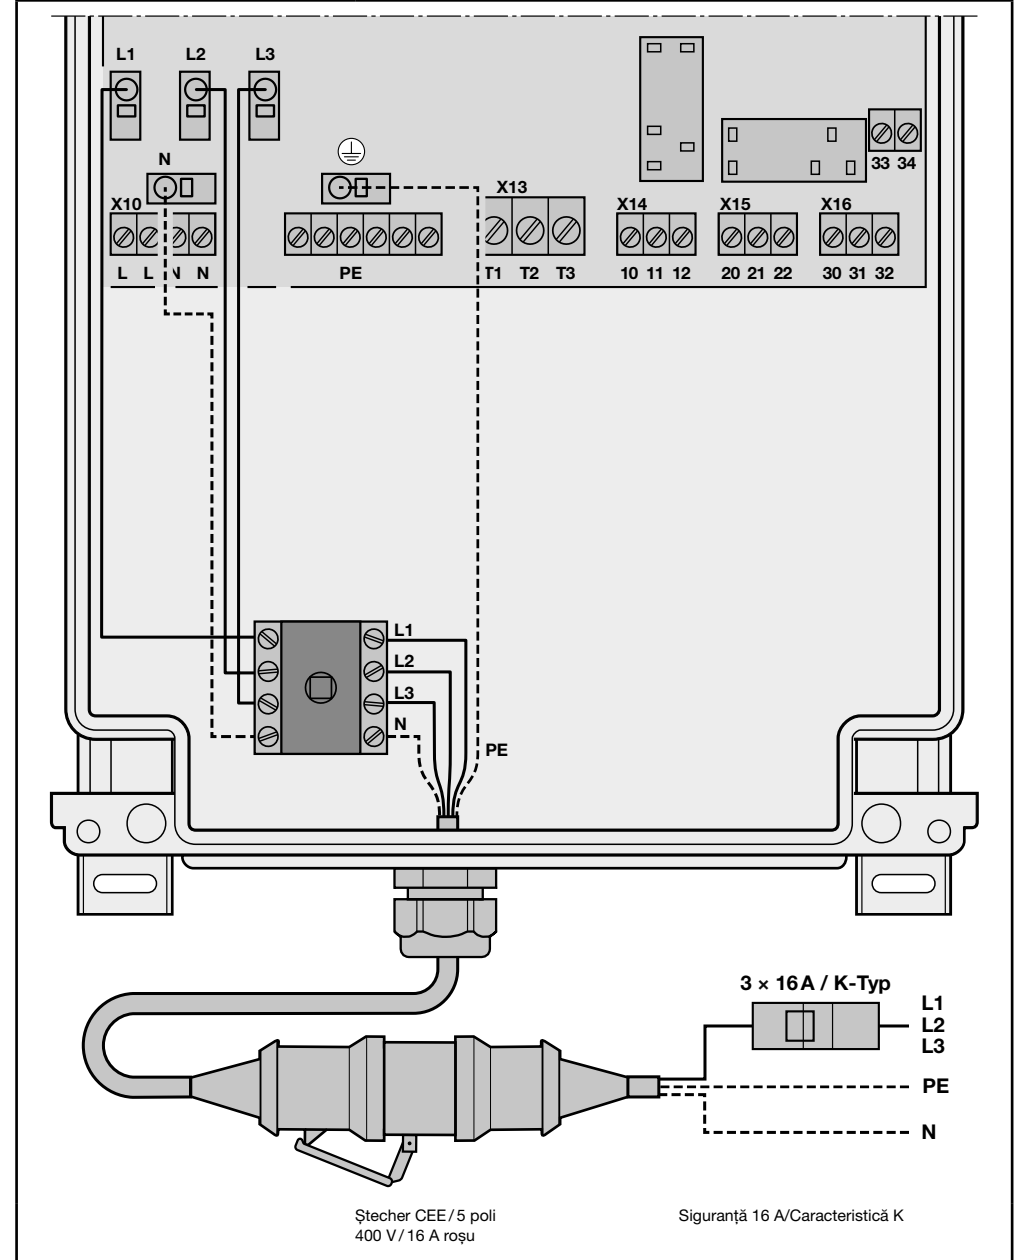 L1 L2 L3
N
33 34
X10 X13 X14 X15 X16
L L N N PE T1 T2 T3 10 11 12 20 21 22 30 31 32
L1
L2
L3
N
PE
3 × 16 A / K-Typ
L1
L2
L3
PE
N
Ștecher CEE / 5 poli
400 V / 16 A roșu
Siguranță 16 A/Caracteristică K